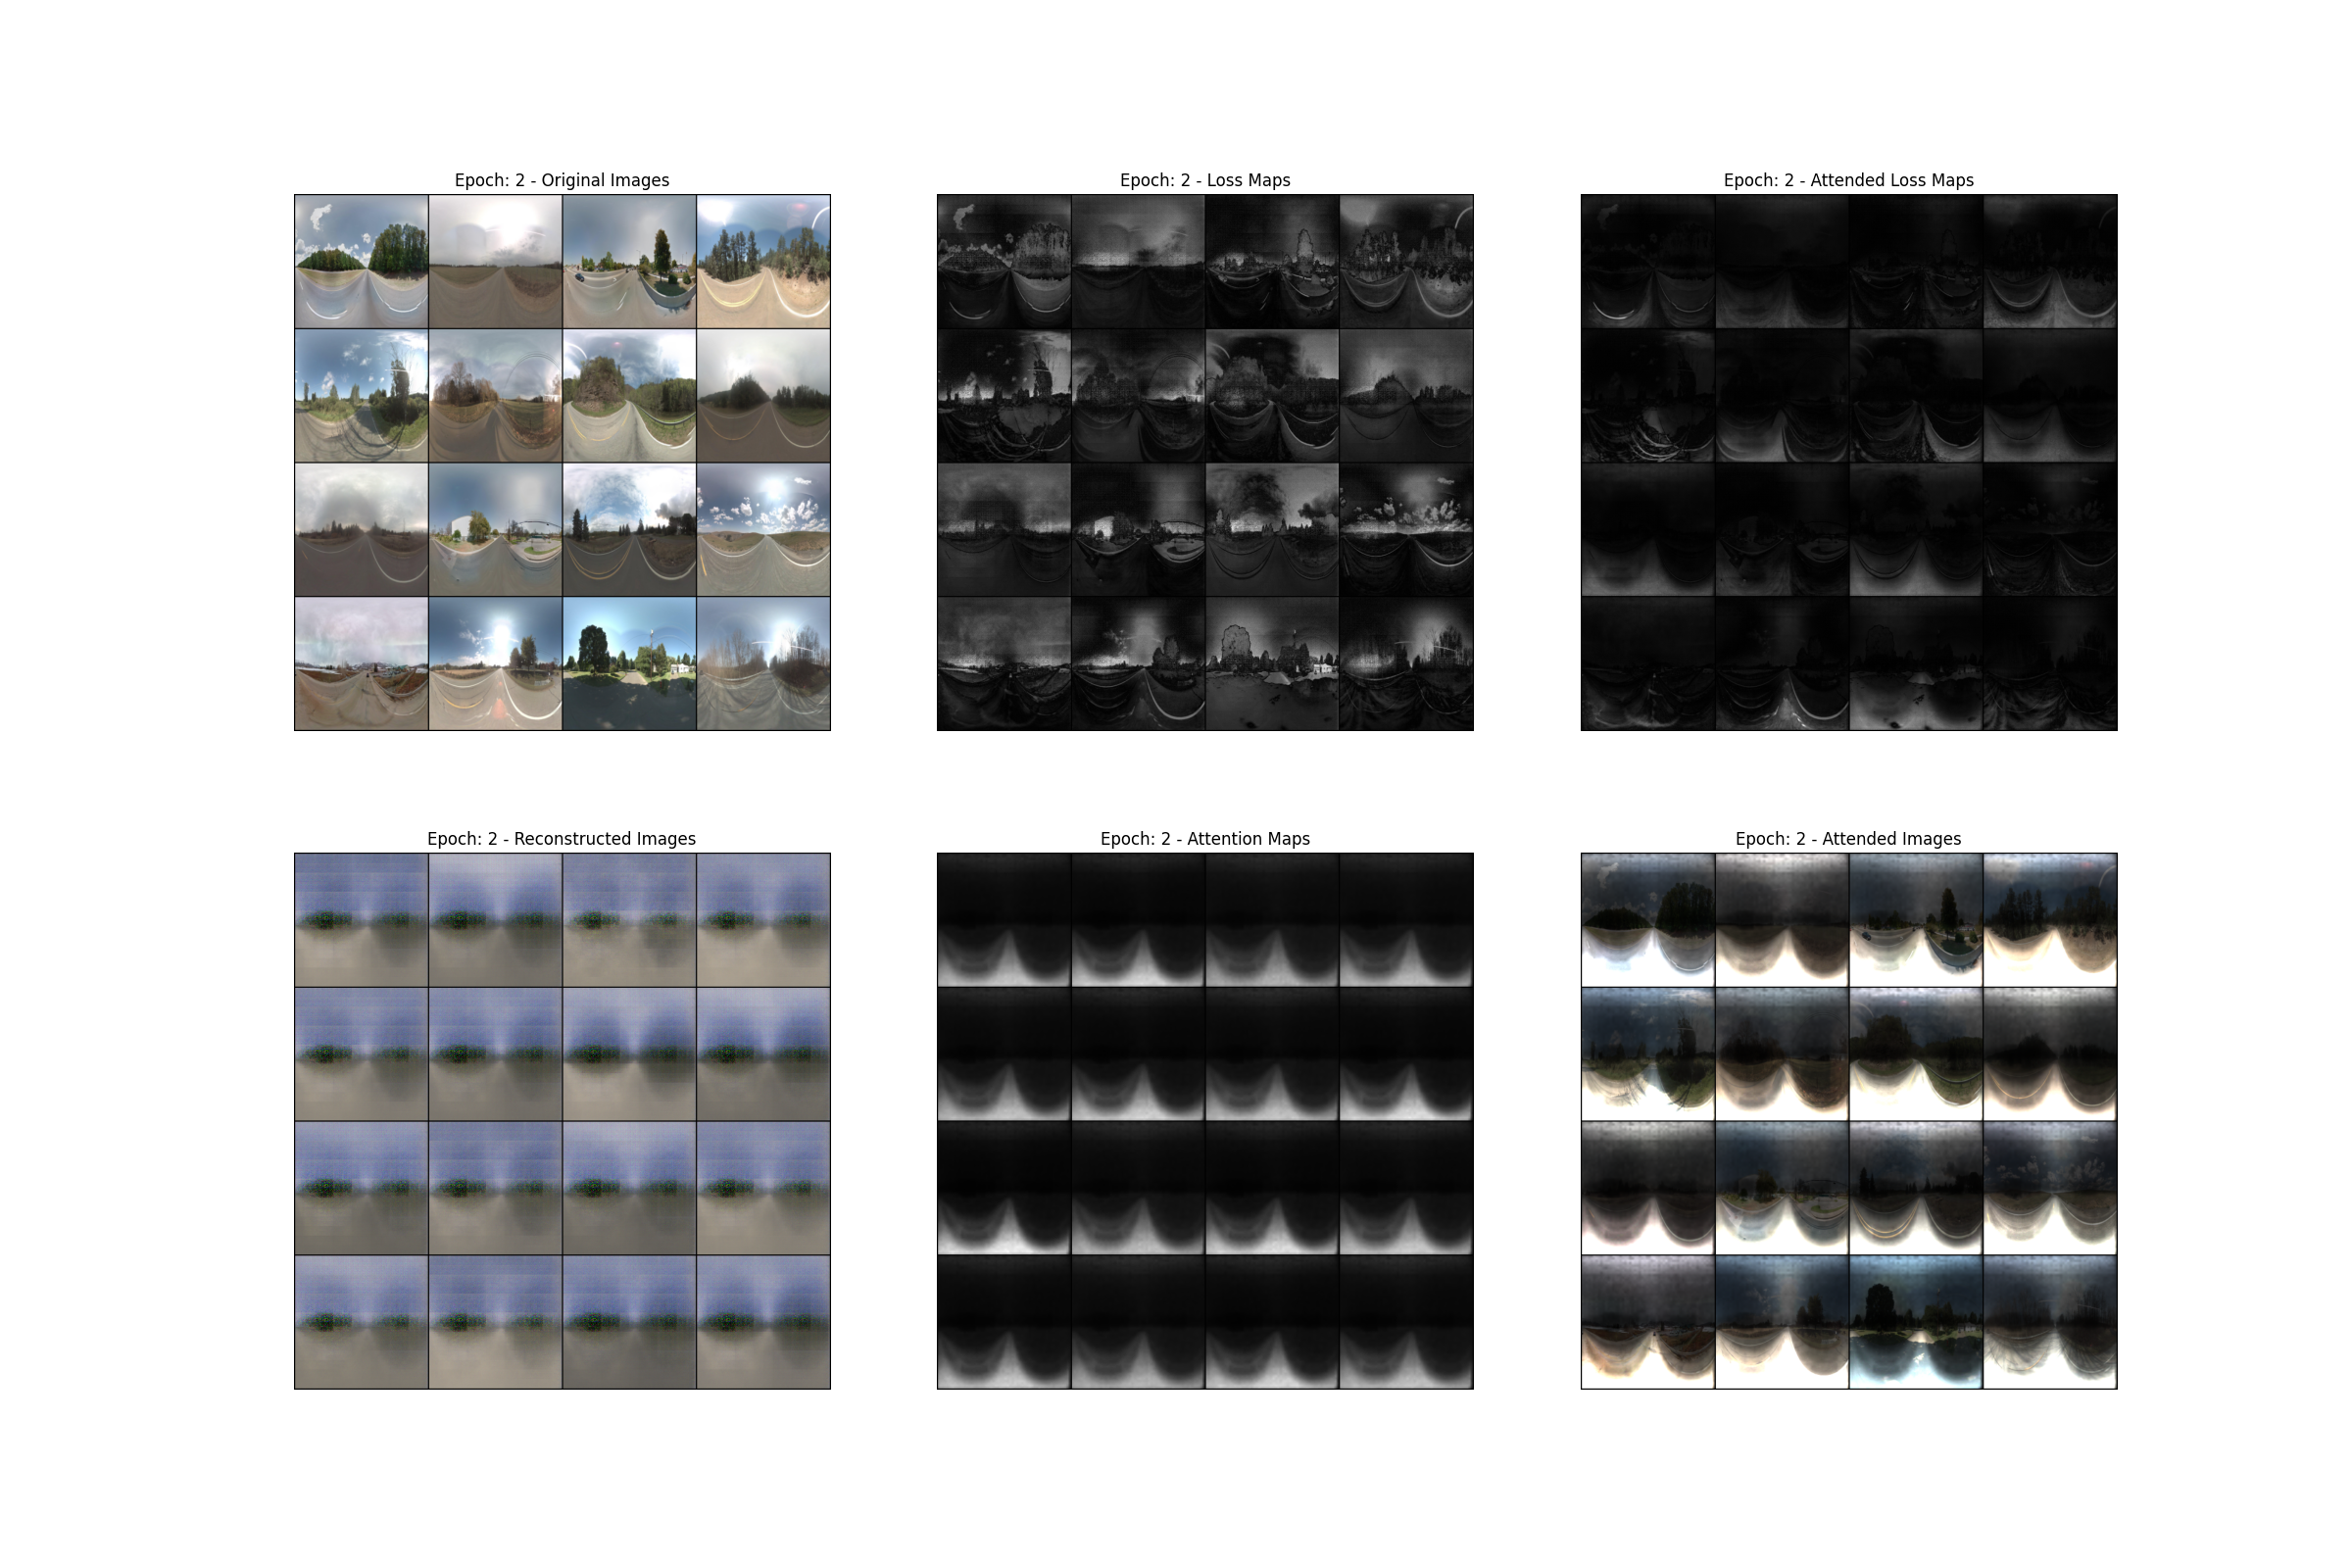 Epoch: 2 - Original Images
Epoch: 2 - Loss Maps
Epoch: 2 - Attended Loss Maps
Epoch: 2 - Reconstructed Images
Epoch: 2 - Attention Maps
Epoch: 2 - Attended Images